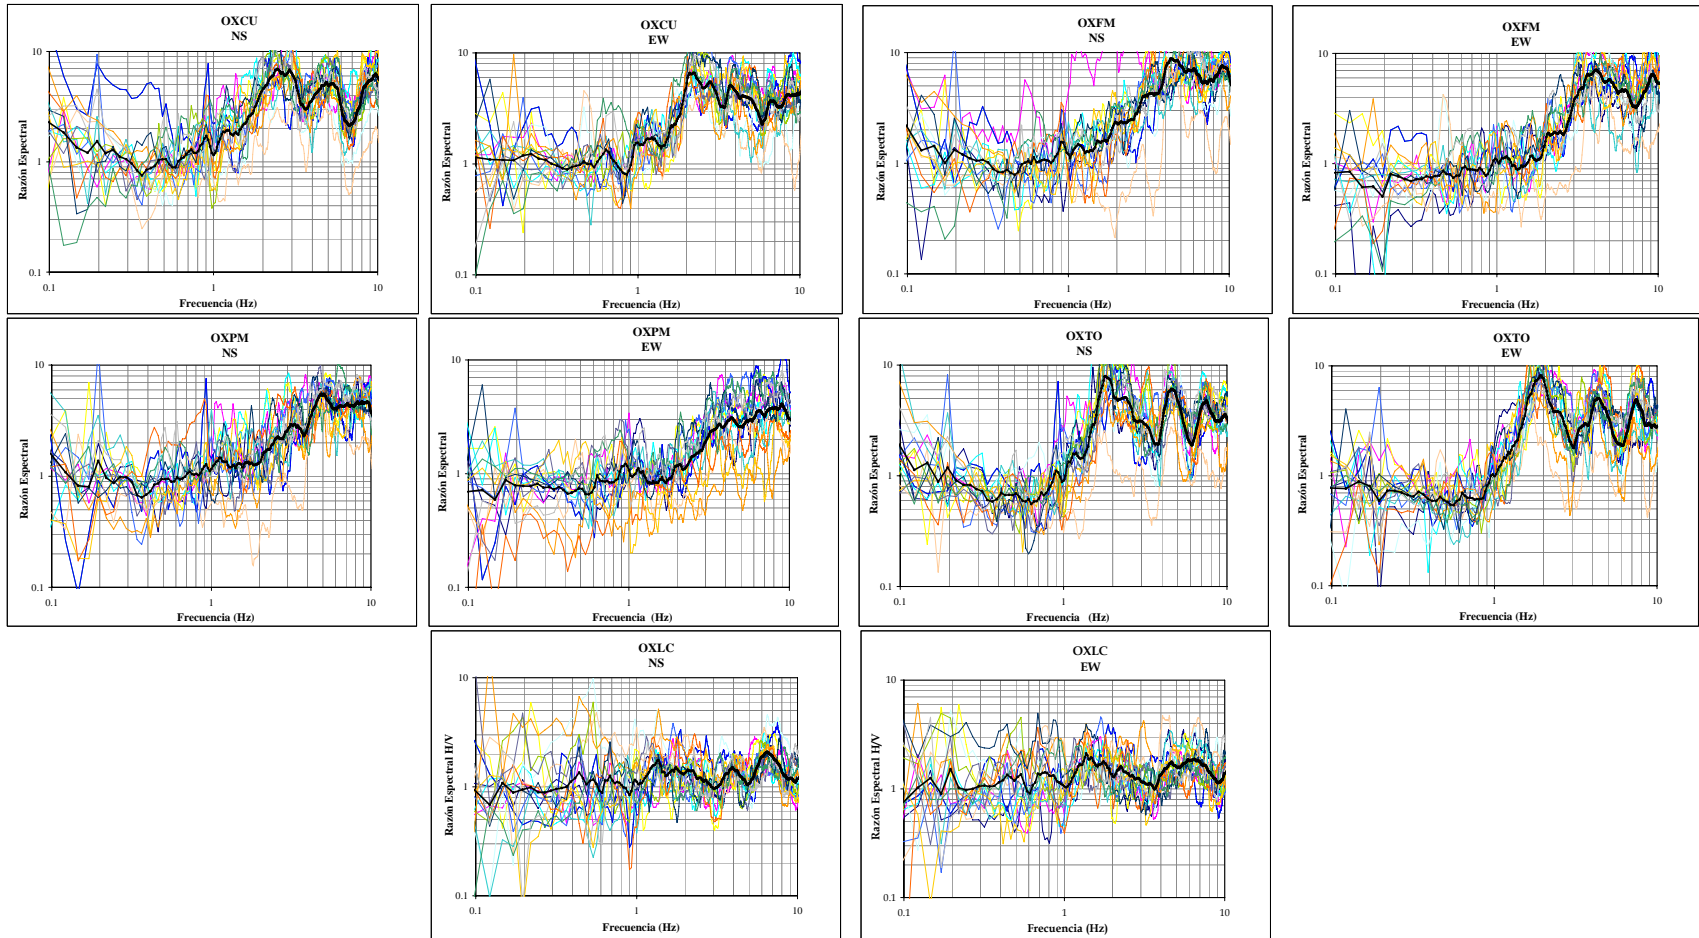 OXCU
NS
10
1
0.1
0.1
1
10
Razón Espectral
Frecuencia (Hz)
OXCU
EW
10
1
0.1
0.1
1
10
Razón Espectral
Frecuencia (Hz)
OXFM
NS
10
1
0.1
0.1
1
10
Razón Espectral
Frecuencia (Hz)
OXFM
EW
10
1
0.1
0.1
1
10
Razón Espectral
Frecuencia (Hz)
OXPM
NS
10
1
0.1
0.1
1
10
Razón Espectral
Frecuencia (Hz)
OXPM
EW
10
1
0.1
0.1
1
10
Razón Espectral
Frecuencia (Hz)
OXTO
NS
10
1
0.1
0.1
1
10
Razón Espectral
Frecuencia (Hz)
OXTO
EW
10
1
0.1
0.1
1
10
Razón Espectral
Frecuencia (Hz)
OXLC
NS
10
1
0.1
0.1
1
10
Razón Espectral H/V
Frecuencia (Hz)
OXLC
EW
10
1
0.1
0.1
1
10
Razón Espectral H/V
Frecuencia (Hz)